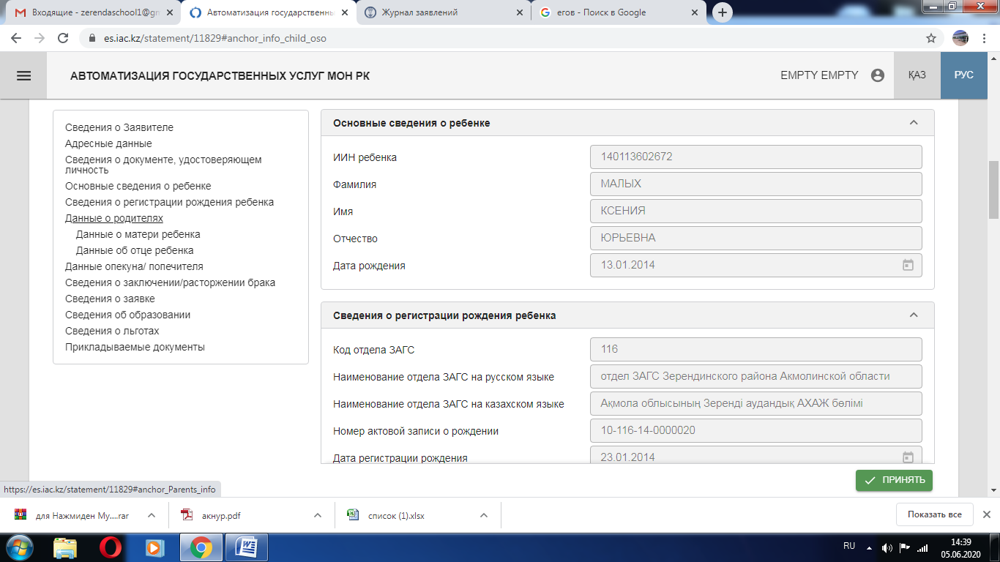 Входящие - zerendaschool1@gm
Автоматизация государственны
Журнал заявлений
егов - Поиск в Google
es.iac.kz/statement/11829#anchor_info_child_oso
АВТОМАТИЗАЦИЯ ГОСУДАРСТВЕННЫХ УСЛУГ МОН РК
EMPTY EMPTY
ҚАЗ
РУС
Сведения о Заявителе
Адресные данные
Сведения о документе, удостоверяющем
личность
Основные сведения о ребенке
Сведения о регистрации рождения ребенка
Данные о родителях
Данные о матери ребенка
Данные об отце ребенка
Данные опекуна/ попечителя
Сведения о заключении/расторжении брака
Сведения о заявке
Сведения об образовании
Сведения о льготах
Прикладываемые документы
Основные сведения о ребенке
ИИН ребенка 140113602672
Фамилия МАЛЫХ
Имя КСЕНИЯ
Отчество ЮРЬЕВНА
Дата рождения 13.01.2014
Сведения о регистрации рождения ребенка
Код отдела ЗАГС 116
Наименование отдела ЗАГС на русском языке отдел ЗАГС Зерендинского района Акмолинской области
Наименование отдела ЗАГС на казахском языке Ақмола облысының Зеренді аудандық АХАЖ бөлімі
Номер актовой записи о рождении 10-116-14-0000020
Дата регистрации рождения 23.01.2014
ПРИНЯТЬ
https://es.iac.kz/statement/11829#anchor_Parents_info
для Нажмиден Му....rar
акнур.pdf
список (1).xlsx
Показать все
RU
14:39
05.06.2020